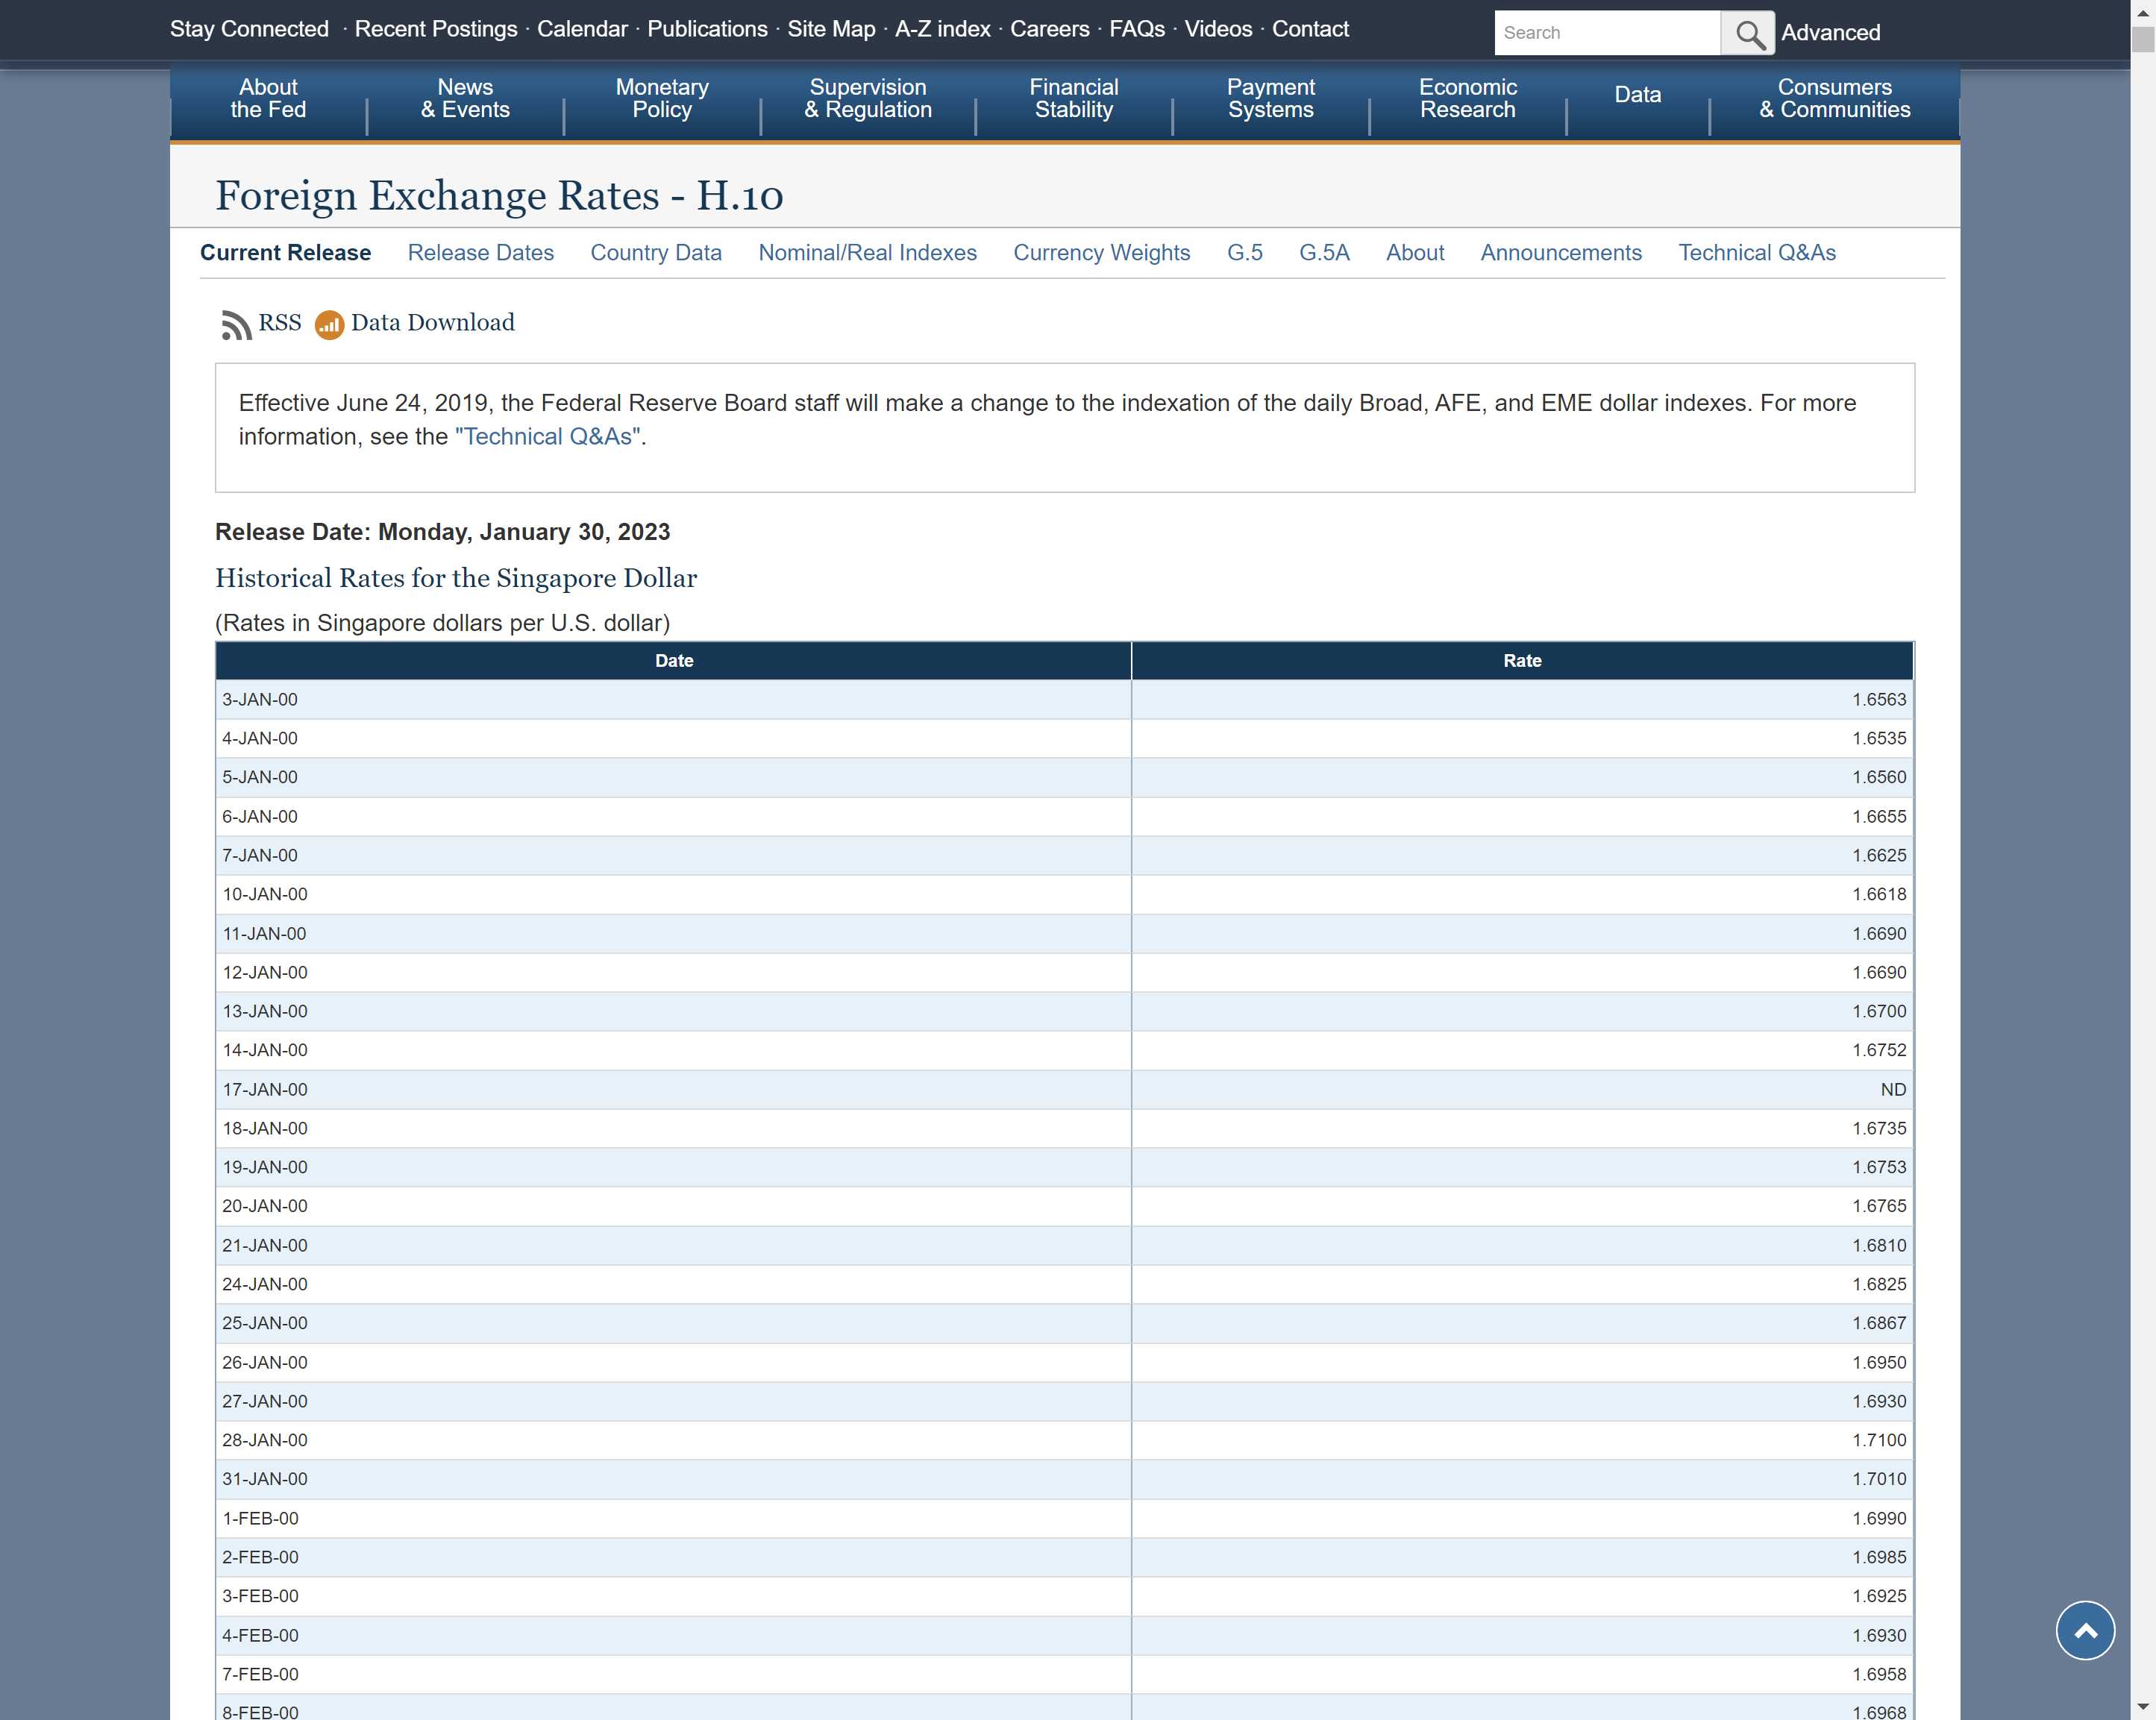 Stay Connected · Recent Postings · Calendar · Publications · Site Map · A-Z index · Careers · FAQs · Videos · Contact
Search
Advanced
About
the Fed
News
& Events
Monetary
Policy
Supervision
& Regulation
Financial
Stability
Payment
Systems
Economic
Research
Data
Consumers
& Communities
Foreign Exchange Rates - H.10
Current Release Release Dates Country Data Nominal/Real Indexes Currency Weights G.5 G.5A About Announcements Technical Q&As
RSS Data Download
Effective June 24, 2019, the Federal Reserve Board staff will make a change to the indexation of the daily Broad, AFE, and EME dollar indexes. For more
information, see the "Technical Q&As".
Release Date: Monday, January 30, 2023
Historical Rates for the Singapore Dollar
(Rates in Singapore dollars per U.S. dollar)
Date Rate
3-JAN-00 1.6563
4-JAN-00 1.6535
5-JAN-00 1.6560
6-JAN-00 1.6655
7-JAN-00 1.6625
10-JAN-00 1.6618
11-JAN-00 1.6690
12-JAN-00 1.6690
13-JAN-00 1.6700
14-JAN-00 1.6752
17-JAN-00 ND
18-JAN-00 1.6735
19-JAN-00 1.6753
20-JAN-00 1.6765
21-JAN-00 1.6810
24-JAN-00 1.6825
25-JAN-00 1.6867
26-JAN-00 1.6950
27-JAN-00 1.6930
28-JAN-00 1.7100
31-JAN-00 1.7010
1-FEB-00 1.6990
2-FEB-00 1.6985
3-FEB-00 1.6925
4-FEB-00 1.6930
7-FEB-00 1.6958
8-FEB-00 1.6968